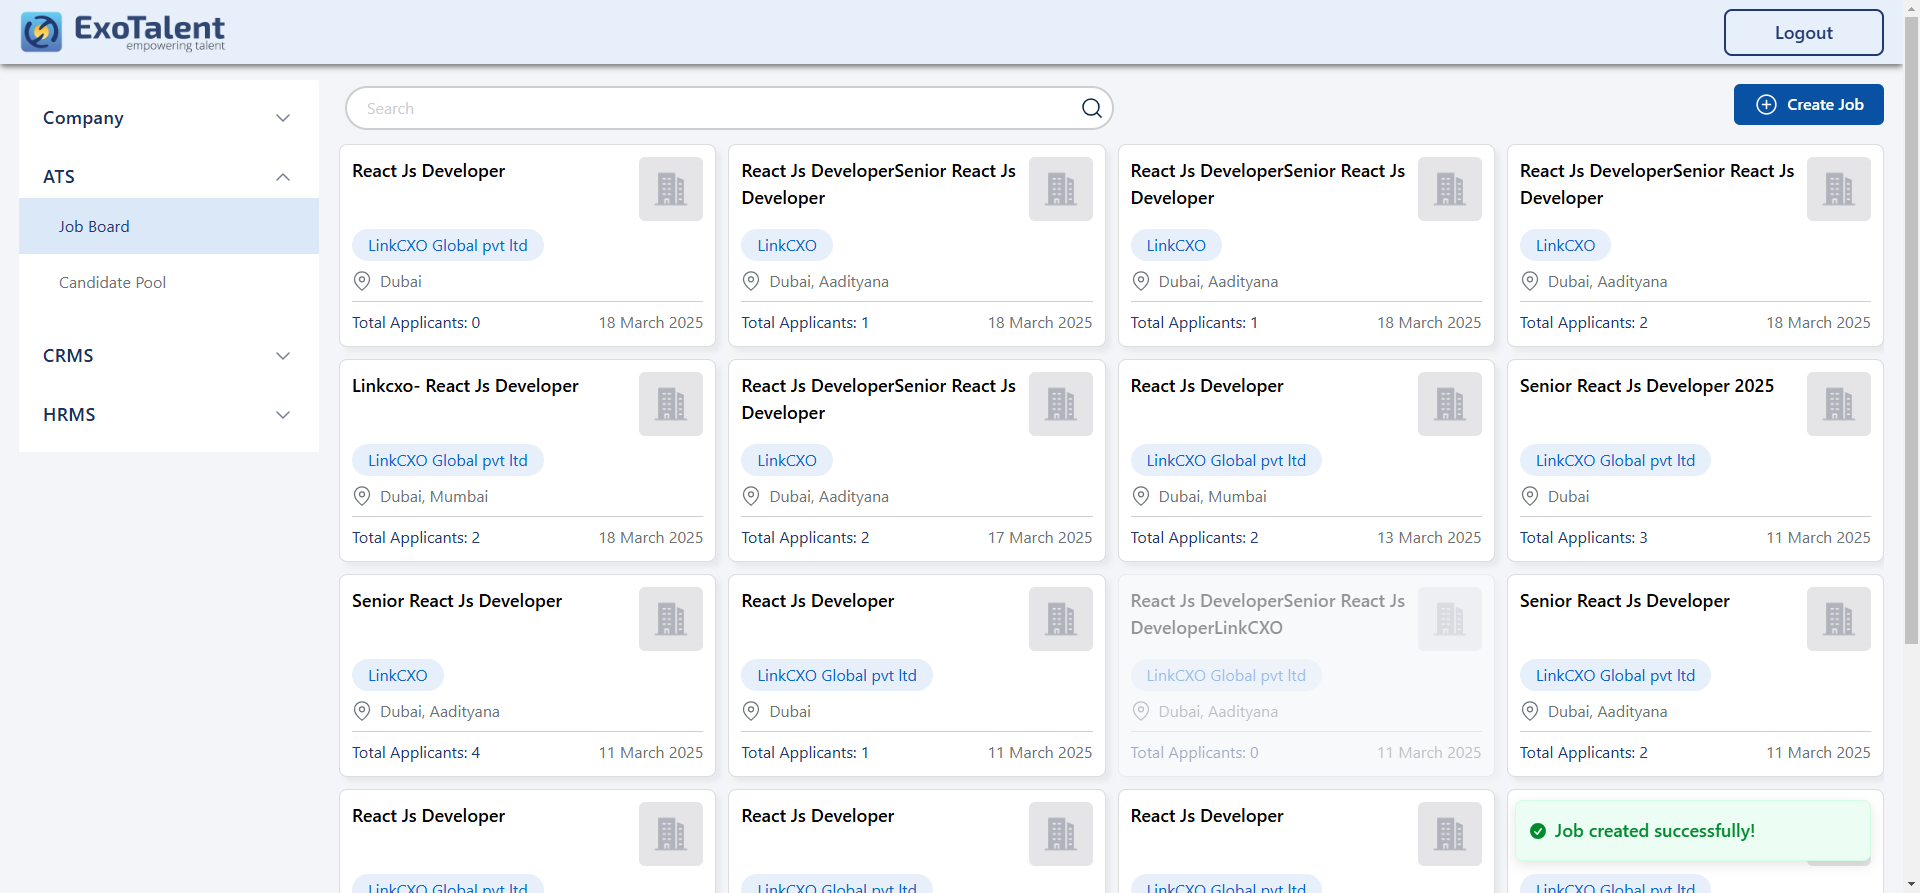 ExoTalent
empowering talent
Logout
Company
ATS
Job Board
Candidate Pool
CRMS
HRMS
Search
Create Job
React Js Developer
LinkCXO Global pvt ltd
Dubai
Total Applicants: 0
18 March 2025
React Js DeveloperSenior React Js
Developer
LinkCXO
Dubai, Aadityana
Total Applicants: 1
18 March 2025
React Js DeveloperSenior React Js
Developer
LinkCXO
Dubai, Aadityana
Total Applicants: 1
18 March 2025
React Js DeveloperSenior React Js
Developer
LinkCXO
Dubai, Aadityana
Total Applicants: 2
18 March 2025
Linkcxo- React Js Developer
LinkCXO Global pvt ltd
Dubai, Mumbai
Total Applicants: 2
18 March 2025
React Js DeveloperSenior React Js
Developer
LinkCXO
Dubai, Aadityana
Total Applicants: 2
17 March 2025
React Js Developer
LinkCXO Global pvt ltd
Dubai, Mumbai
Total Applicants: 2
13 March 2025
Senior React Js Developer 2025
LinkCXO Global pvt ltd
Dubai
Total Applicants: 3
11 March 2025
Senior React Js Developer
LinkCXO
Dubai, Aadityana
Total Applicants: 4
11 March 2025
React Js Developer
LinkCXO Global pvt ltd
Dubai
Total Applicants: 1
11 March 2025
React Js DeveloperSenior React Js
DeveloperLinkCXO
LinkCXO Global pvt ltd
Dubai, Aadityana
Total Applicants: 0
11 March 2025
Senior React Js Developer
LinkCXO Global pvt ltd
Dubai, Aadityana
Total Applicants: 2
11 March 2025
React Js Developer
LinkCXO Global pvt ltd
React Js Developer
LinkCXO Global pvt ltd
React Js Developer
LinkCXO Global pvt ltd
Job created successfully!
LinkCXO Global pvt ltd